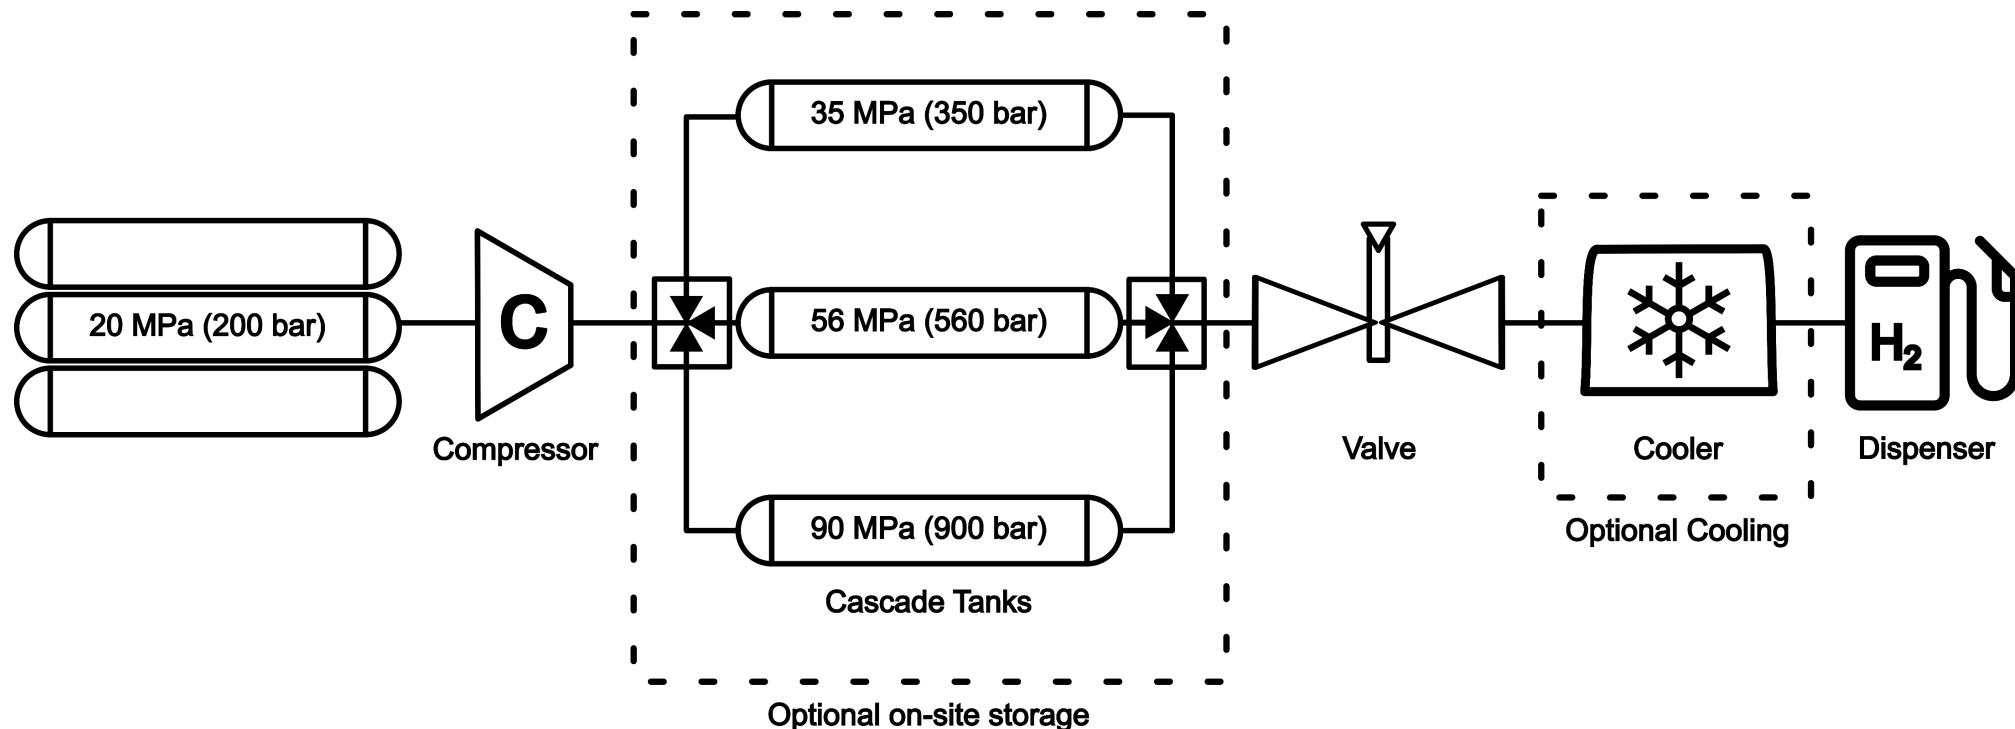 35 MPa (350 bar)
20 MPa (200 bar)
C
56 MPa (560 bar)
H₂
Compressor
Valve
Cooler
Dispenser
90 MPa (900 bar)
Optional Cooling
Cascade Tanks
Optional on-site storage